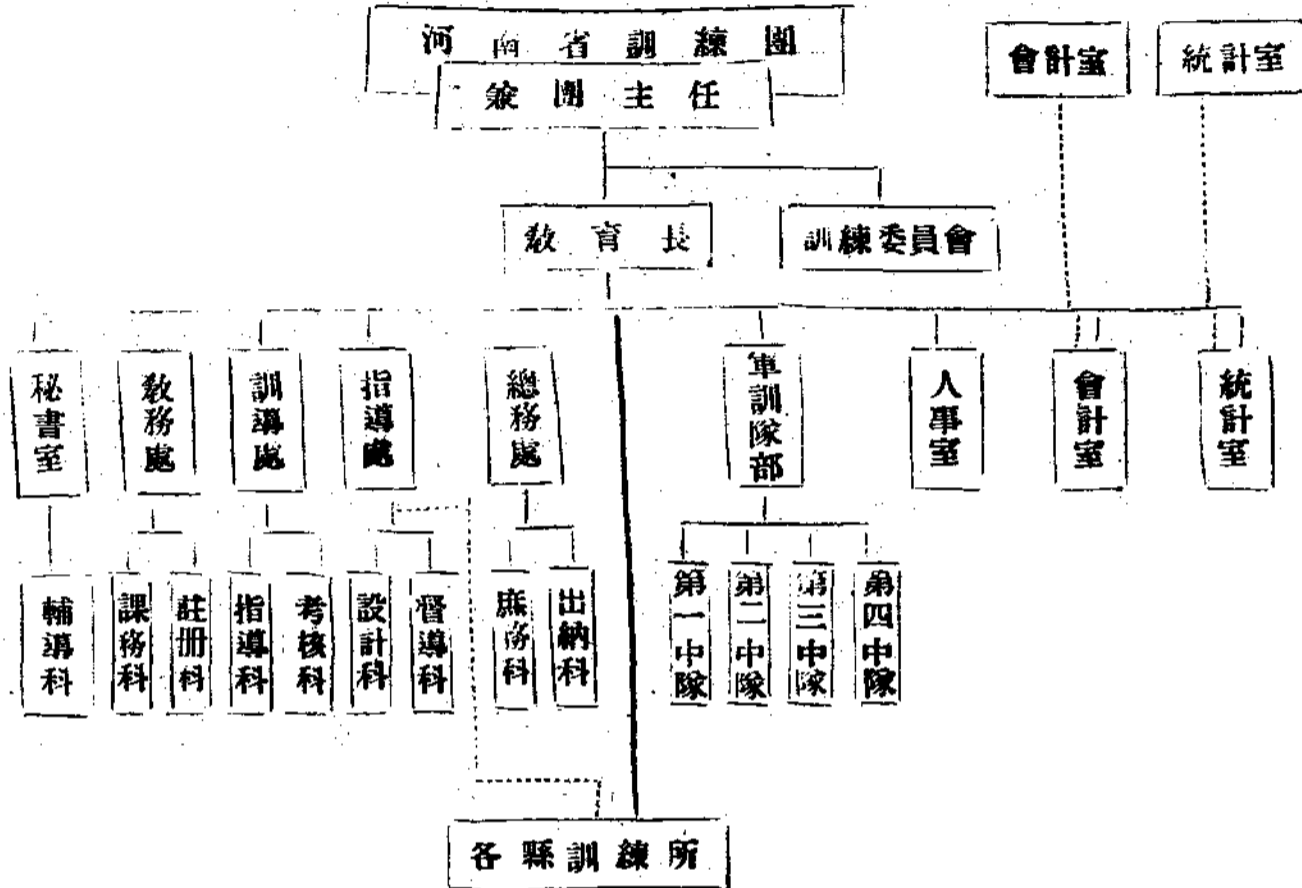 河南省訓練團
兼團主任
會計室
統計室
教育長
訓練委員會
秘書室
教務處
訓導處
指導處
總務處
軍訓隊部
人事室
會計室
統計室
輔導科
課務科
註册科
指導科
考核科
設計科
督導科
庶務科
出納科
第一中隊
第二中隊
第三中隊
第四中隊
各縣訓練所